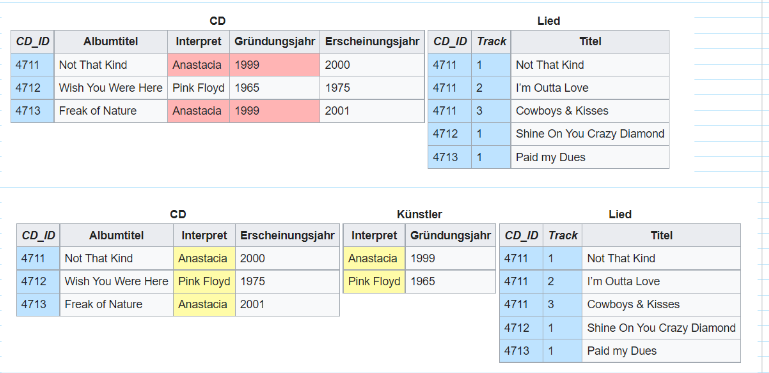 CD
CD_ID Albumtitel Interpret Gründungsjahr Erscheinungsjahr
4711 Not That Kind Anastacia 1999 2000
4712 Wish You Were Here Pink Floyd 1965 1975
4713 Freak of Nature Anastacia 1999 2001
Lied
CD_ID Track Titel
4711 1 Not That Kind
4711 2 I'm Outta Love
4711 3 Cowboys & Kisses
4712 1 Shine On You Crazy Diamond
4713 1 Paid my Dues
CD
CD_ID Albumtitel Interpret Erscheinungsjahr
4711 Not That Kind Anastacia 2000
4712 Wish You Were Here Pink Floyd 1975
4713 Freak of Nature Anastacia 2001
Künstler
Interpret Gründungsjahr
Anastacia 1999
Pink Floyd 1965
Lied
CD_ID Track Titel
4711 1 Not That Kind
4711 2 I'm Outta Love
4711 3 Cowboys & Kisses
4712 1 Shine On You Crazy Diamond
4713 1 Paid my Dues